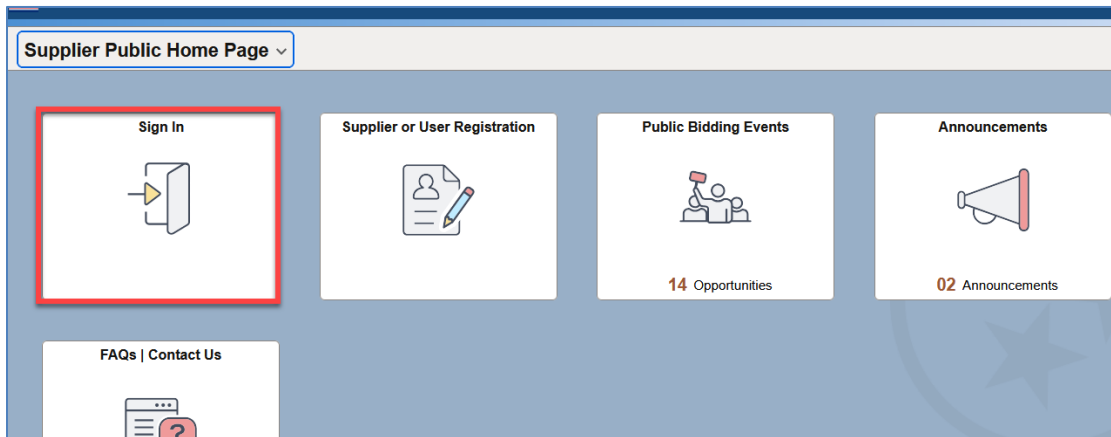 Supplier Public Home Page
Sign In
Supplier or User Registration
Public Bidding Events
Announcements
14 Opportunities
02 Announcements
FAQs | Contact Us
?